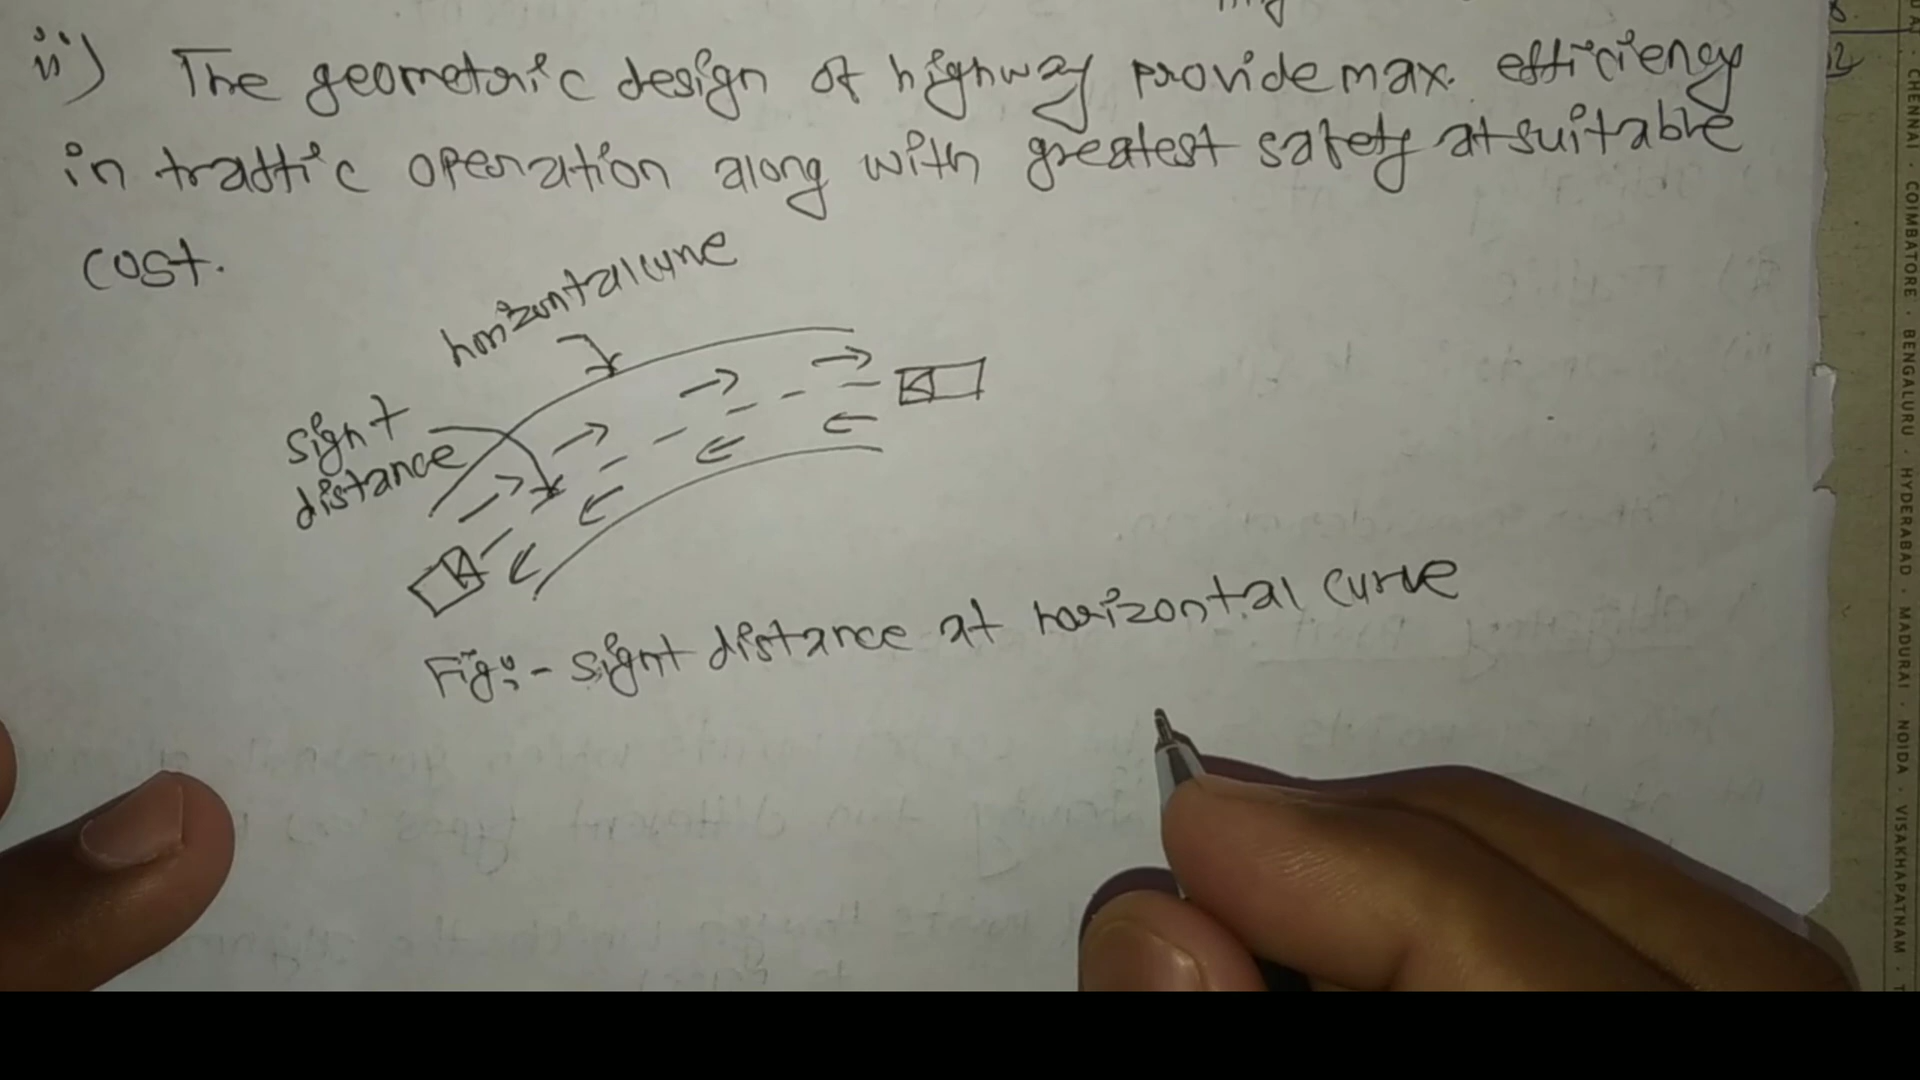 ii) The geometric design of highway provide max. efficiency
in traffic operation along with greatest safety at suitable
cost.
horizontal curve
sight
distance
Fig:- sight distance at horizontal curve
12
CHENNAI · COIMBATORE · BENGALURU · HYDERABAD · MADURAI · NOIDA · VISAKHAPATNAM ·